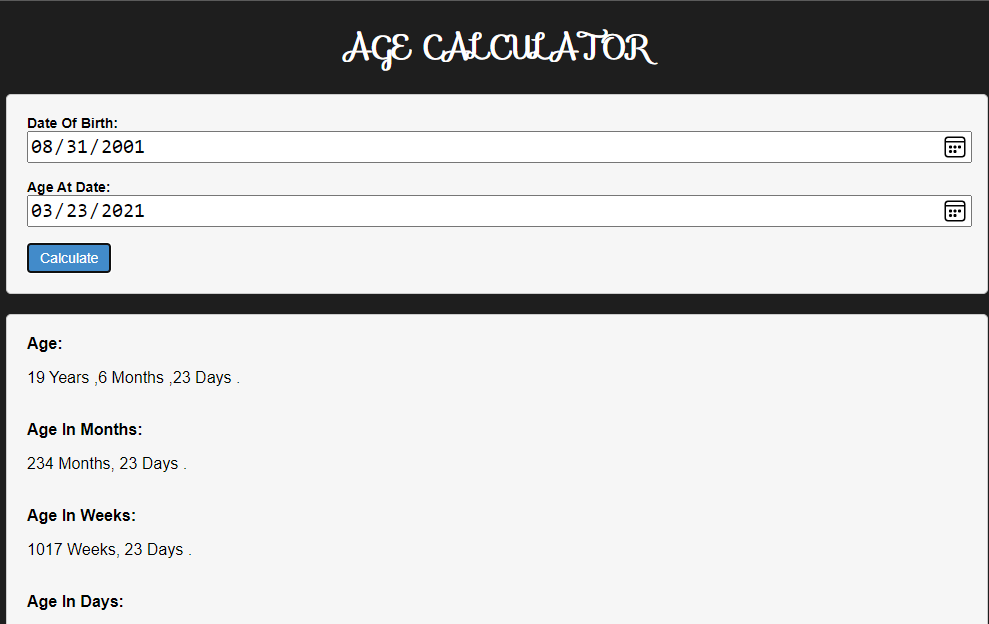 AGE CALCULATOR
Date Of Birth:
08/31/2001
Age At Date:
03/23/2021
Calculate
Age:
19 Years ,6 Months ,23 Days .
Age In Months:
234 Months, 23 Days .
Age In Weeks:
1017 Weeks, 23 Days .
Age In Days: